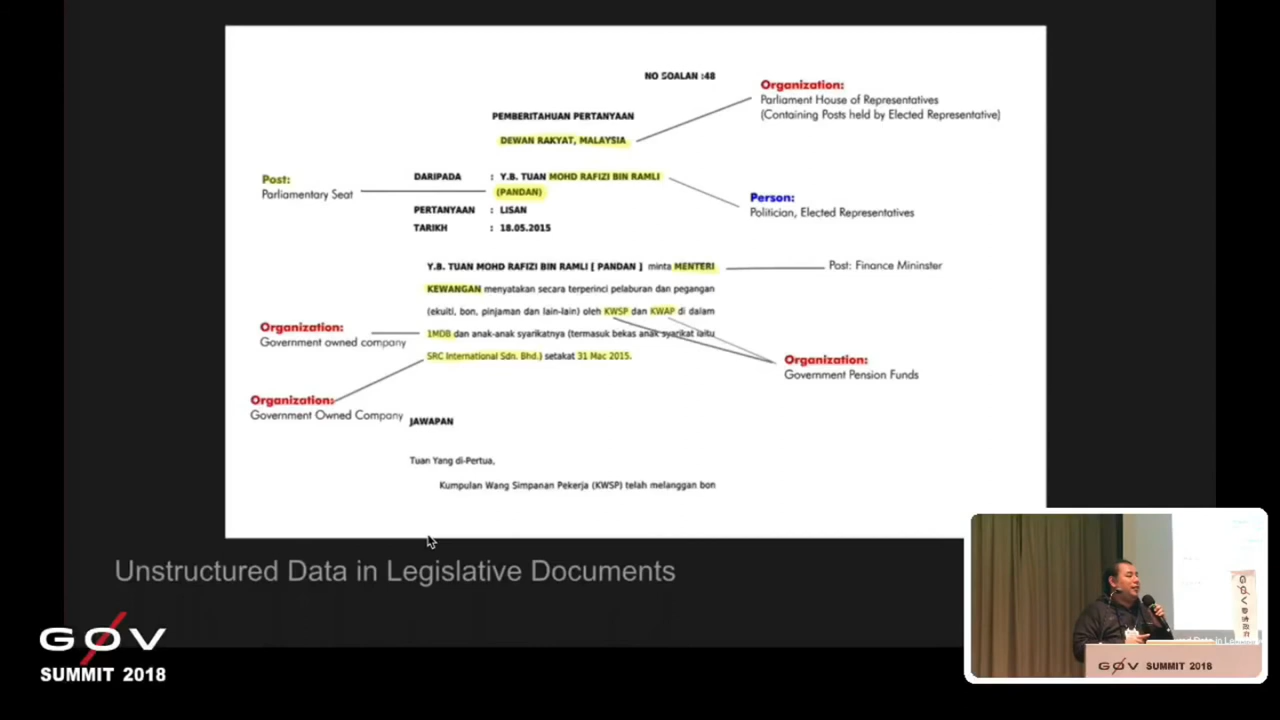 NO SOALAN :48
Organization:
Parliament House of Representatives
(Containing Posts held by Elected Representative)
PEMBERITAHUAN PERTANYAAN
DEWAN RAKYAT, MALAYSIA
Post:
Parliamentary Seat
DARIPADA : Y.B. TUAN MOHD RAFIZI BIN RAMLI
(PANDAN)
Person:
Politician, Elected Representatives
PERTANYAAN : LISAN
TARIKH : 18.05.2015
Y.B. TUAN MOHD RAFIZI BIN RAMLI [ PANDAN ] minta MENTERI
Post: Finance Mininster
KEWANGAN menyatakan secara terperinci pelaburan dan pegangan
(ekuiti, bon, pinjaman dan lain-lain) oleh KWSP dan KWAP di dalam
Organization:
Government owned company
1MDB dan anak-anak syarikatnya (termasuk bekas anak syarikat iaitu
SRC International Sdn. Bhd.) setakat 31 Mac 2015.
Organization:
Government Pension Funds
Organization:
Government Owned Company
JAWAPAN
Tuan Yang di-Pertua,
Kumpulan Wang Simpanan Pekerja (KWSP) telah melanggan bon
Unstructured Data in Legislative Documents
GØV
SUMMIT 2018
GØV SUMMIT 2018